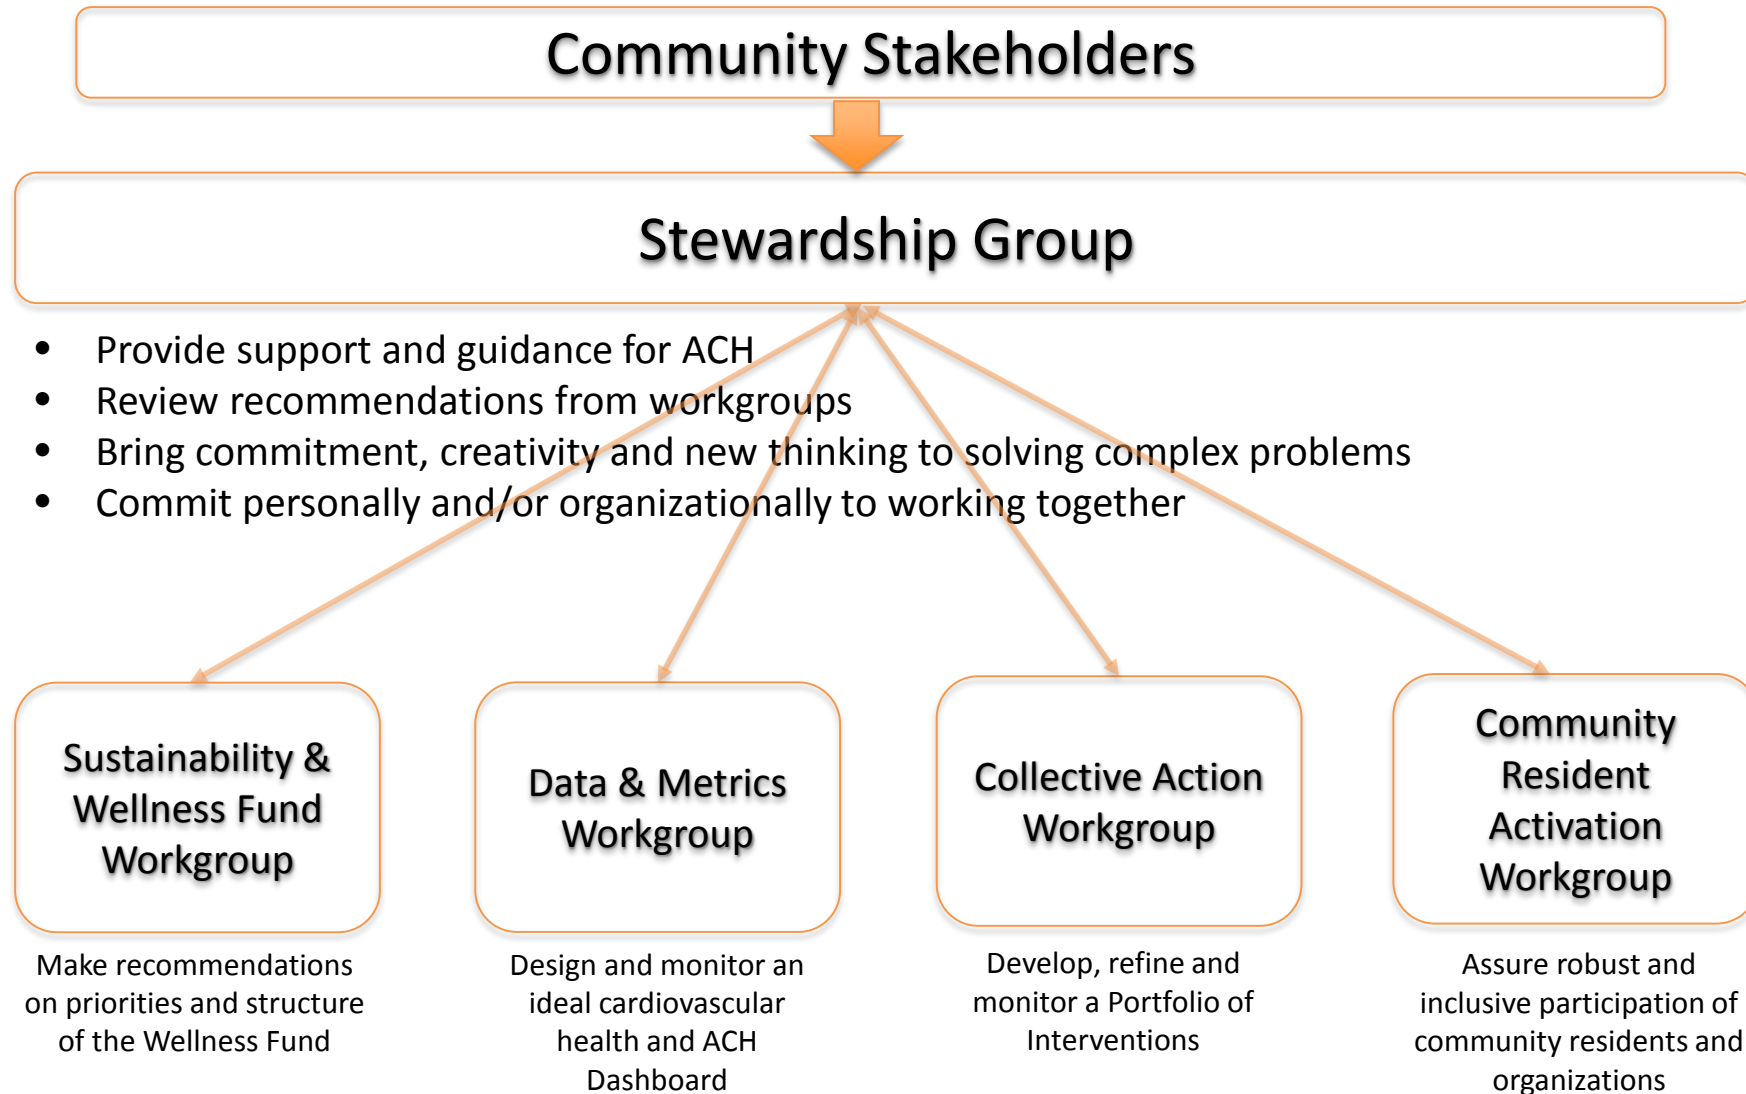 Community Stakeholders
Stewardship Group
• Provide support and guidance for ACH
• Review recommendations from workgroups
• Bring commitment, creativity and new thinking to solving complex problems
• Commit personally and/or organizationally to working together
Sustainability &
Wellness Fund
Workgroup
Make recommendations
on priorities and structure
of the Wellness Fund
Data & Metrics
Workgroup
Design and monitor an
ideal cardiovascular
health and ACH
Dashboard
Collective Action
Workgroup
Develop, refine and
monitor a Portfolio of
Interventions
Community
Resident
Activation
Workgroup
Assure robust and
inclusive participation of
community residents and
organizations